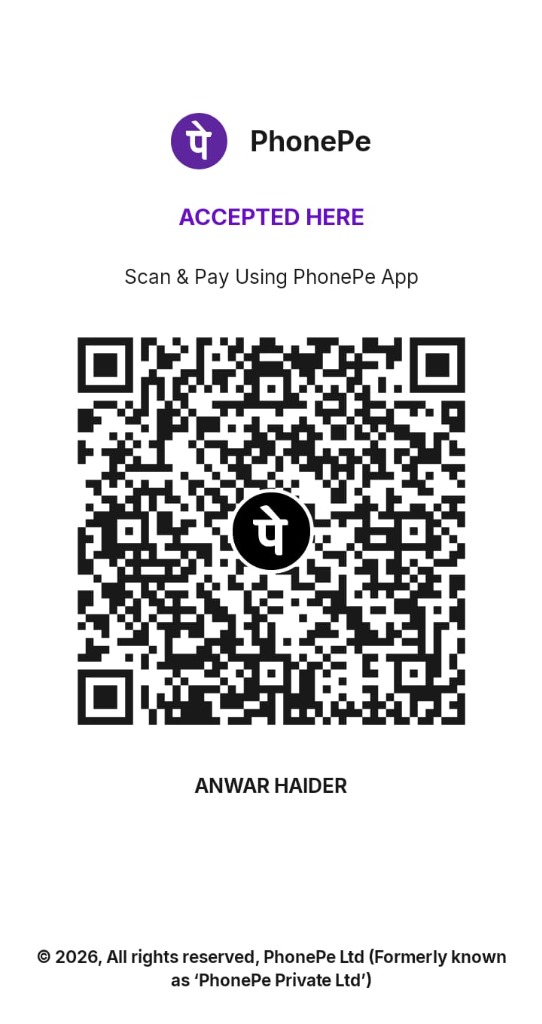 पे PhonePe
ACCEPTED HERE
Scan & Pay Using PhonePe App
पे
ANWAR HAIDER
© 2026, All rights reserved, PhonePe Ltd (Formerly known
as ‘PhonePe Private Ltd’)